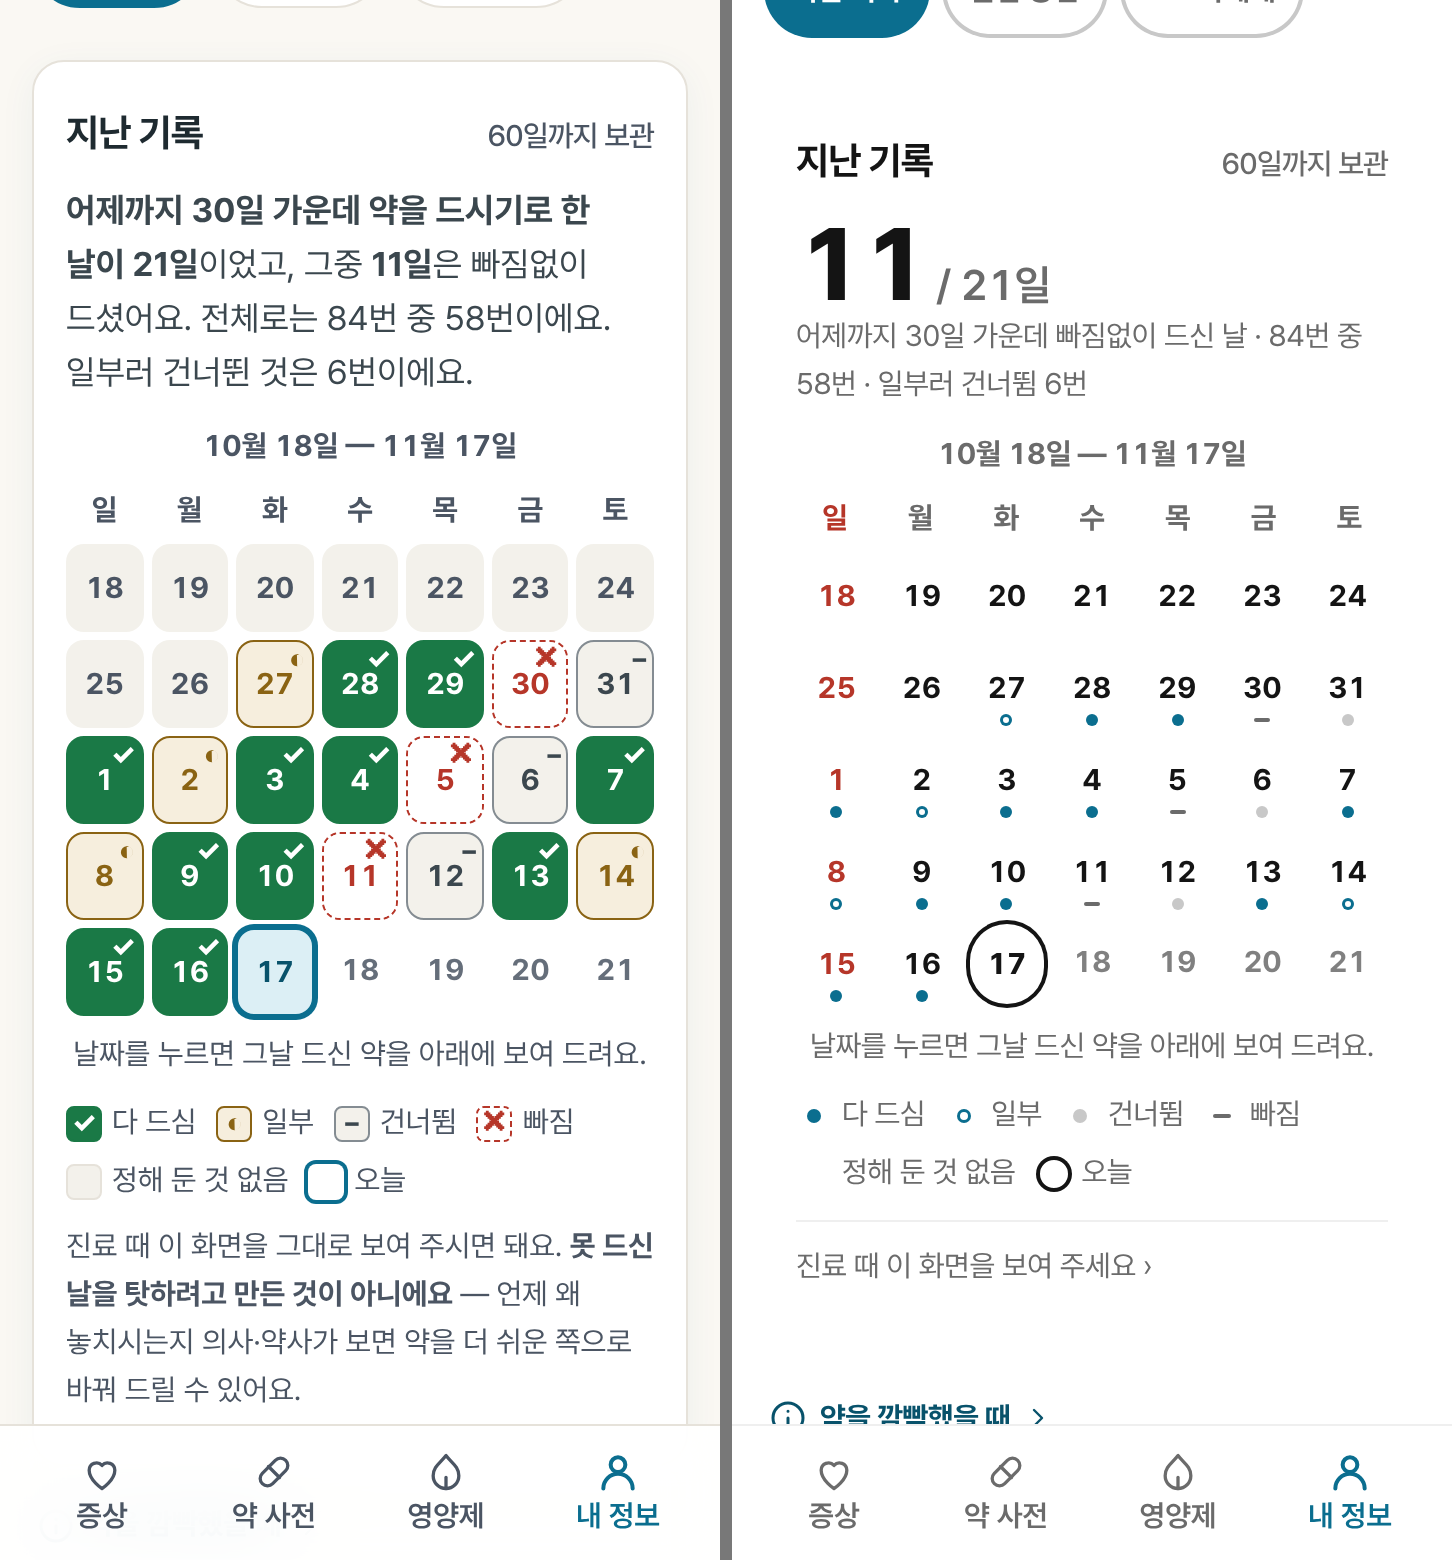 지난 기록
60일까지 보관
어제까지 30일 가운데 약을 드시기로 한
날이 21일이었고, 그중 11일은 빠짐없이
드셨어요. 전체로는 84번 중 58번이에요.
일부러 건너뛴 것은 6번이에요.
10월 18일 — 11월 17일
일 월 화 수 목 금 토
18 19 20 21 22 23 24
25 26 27 28 29 30 31
1 2 3 4 5 6 7
8 9 10 11 12 13 14
15 16 17 18 19 20 21
날짜를 누르면 그날 드신 약을 아래에 보여 드려요.
다 드심 일부 건너뜀 빠짐
정해 둔 것 없음 오늘
진료 때 이 화면을 그대로 보여 주시면 돼요. 못 드신
날을 탓하려고 만든 것이 아니에요 — 언제 왜
놓치시는지 의사·약사가 보면 약을 더 쉬운 쪽으로
바꿔 드릴 수 있어요.
증상 약 사전 영양제 내 정보
지난 기록
60일까지 보관
11 / 21일
어제까지 30일 가운데 빠짐없이 드신 날 · 84번 중
58번 · 일부러 건너뜀 6번
10월 18일 — 11월 17일
일 월 화 수 목 금 토
18 19 20 21 22 23 24
25 26 27 28 29 30 31
1 2 3 4 5 6 7
8 9 10 11 12 13 14
15 16 17 18 19 20 21
날짜를 누르면 그날 드신 약을 아래에 보여 드려요.
다 드심 일부 건너뜀 빠짐
정해 둔 것 없음 오늘
진료 때 이 화면을 보여 주세요 ›
약을 깜빡했을 때
증상 약 사전 영양제 내 정보